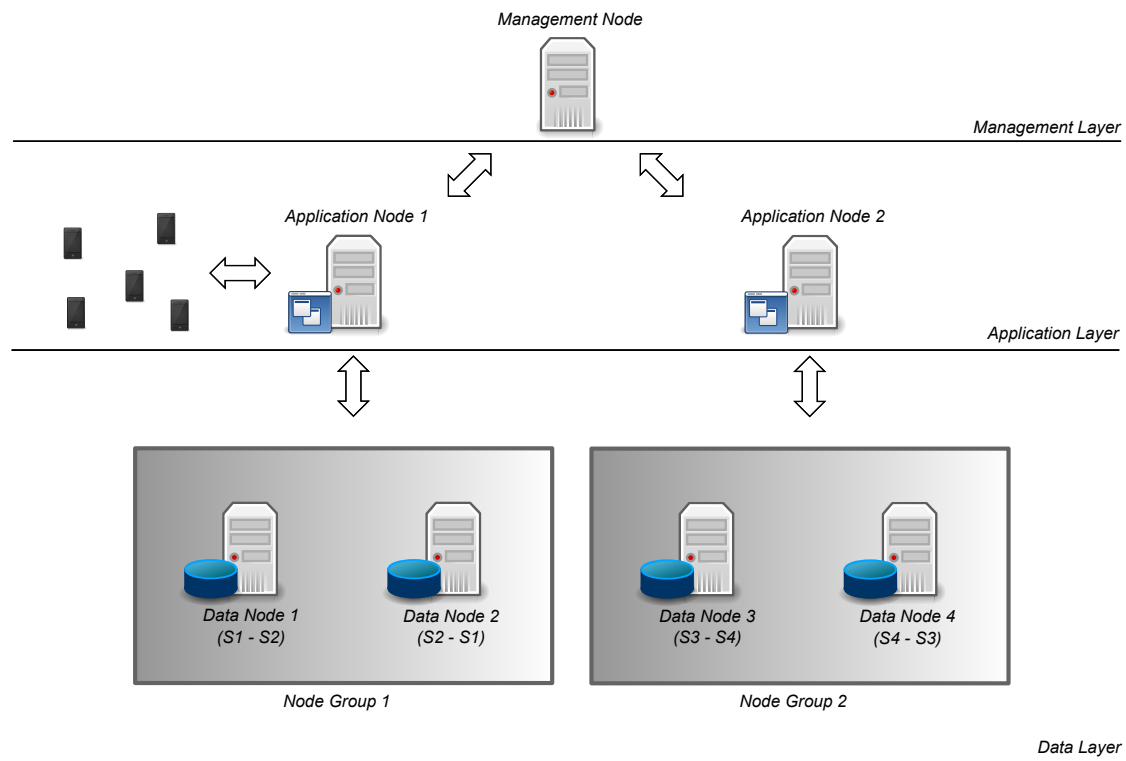 Management Node
Management Layer
Application Node 1
Application Node 2
Application Layer
Data Node 1
(S1 - S2)
Data Node 2
(S2 - S1)
Data Node 3
(S3 - S4)
Data Node 4
(S4 - S3)
Node Group 1
Node Group 2
Data Layer